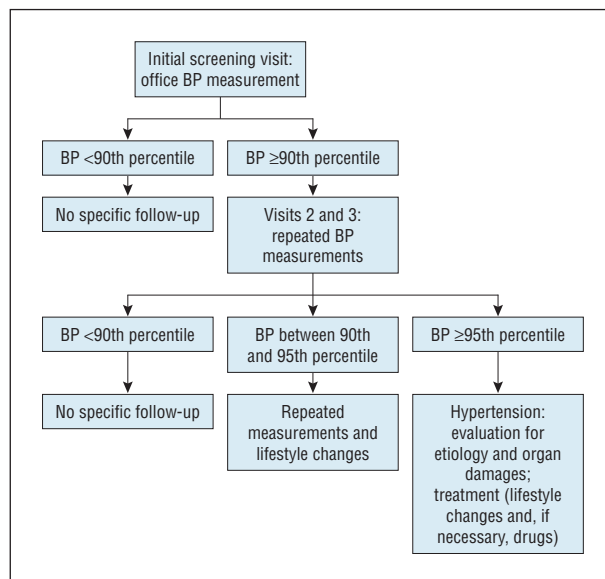 Initial screening visit:
office BP measurement
BP <90th percentile
BP ≥90th percentile
No specific follow-up
Visits 2 and 3:
repeated BP
measurements
BP <90th percentile
BP between 90th
and 95th percentile
BP ≥95th percentile
No specific follow-up
Repeated
measurements and
lifestyle changes
Hypertension:
evaluation for
etiology and organ
damages;
treatment (lifestyle
changes and, if
necessary, drugs)